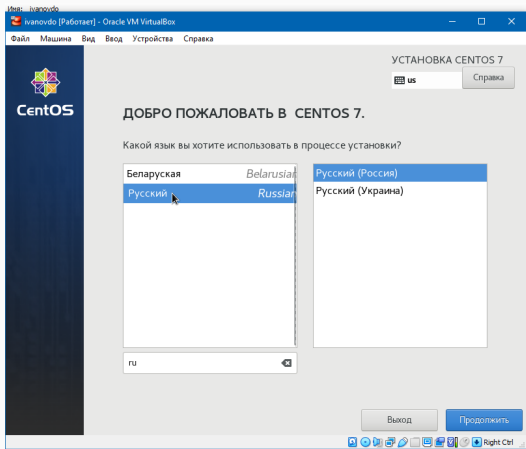 Имя: ivanovdo
ivanovdo [Работает] - Oracle VM VirtualBox
Файл Машина Вид Ввод Устройства Справка
УСТАНОВКА CENTOS 7
us
Справка
CentOS
ДОБРО ПОЖАЛОВАТЬ В CENTOS 7.
Какой язык вы хотите использовать в процессе установки?
Беларуская Belarusian
Русский Russian
Русский (Россия)
Русский (Украина)
ru
Выход
Продолжить
Right Ctrl